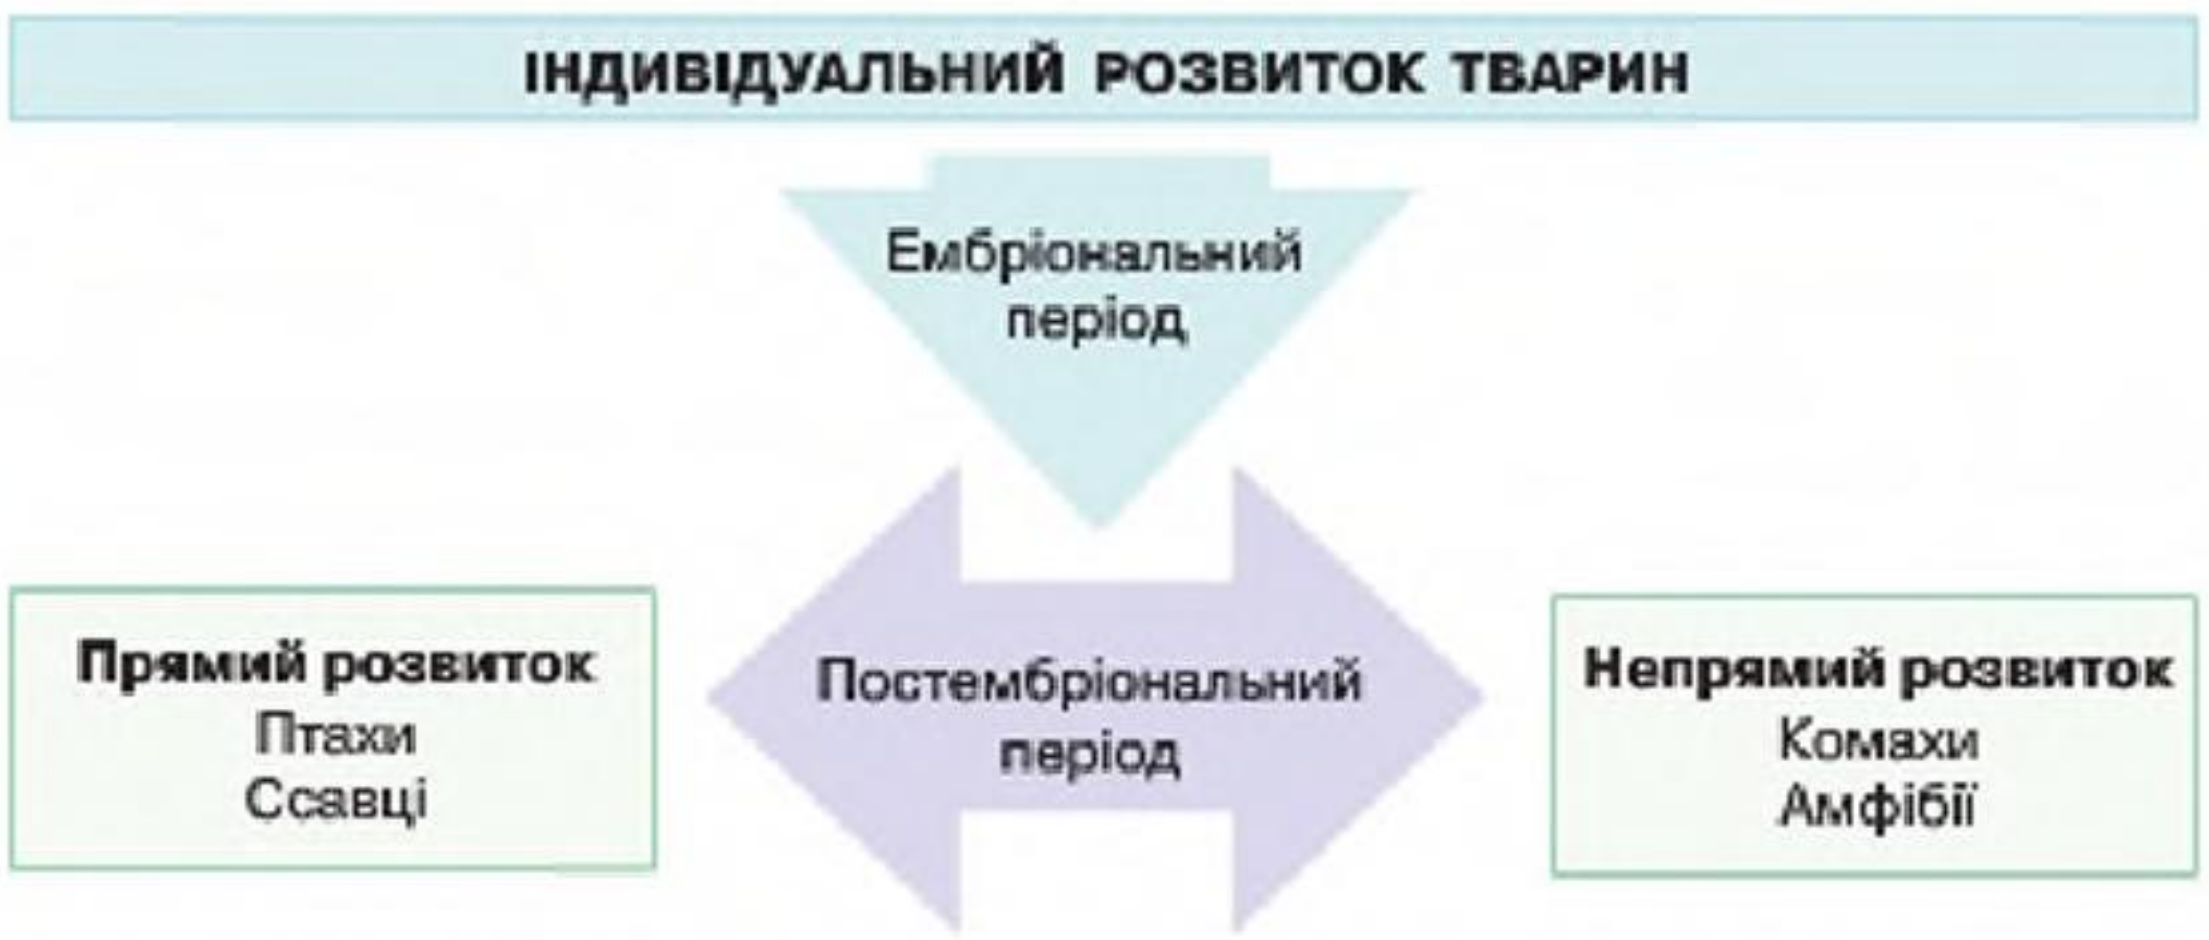 ІНДИВІДУАЛЬНИЙ РОЗВИТОК ТВАРИН
Ембріональний
період
Прямий розвиток
Птахи
Ссавці
Постембріональний
період
Непрямий розвиток
Комахи
Амфібії